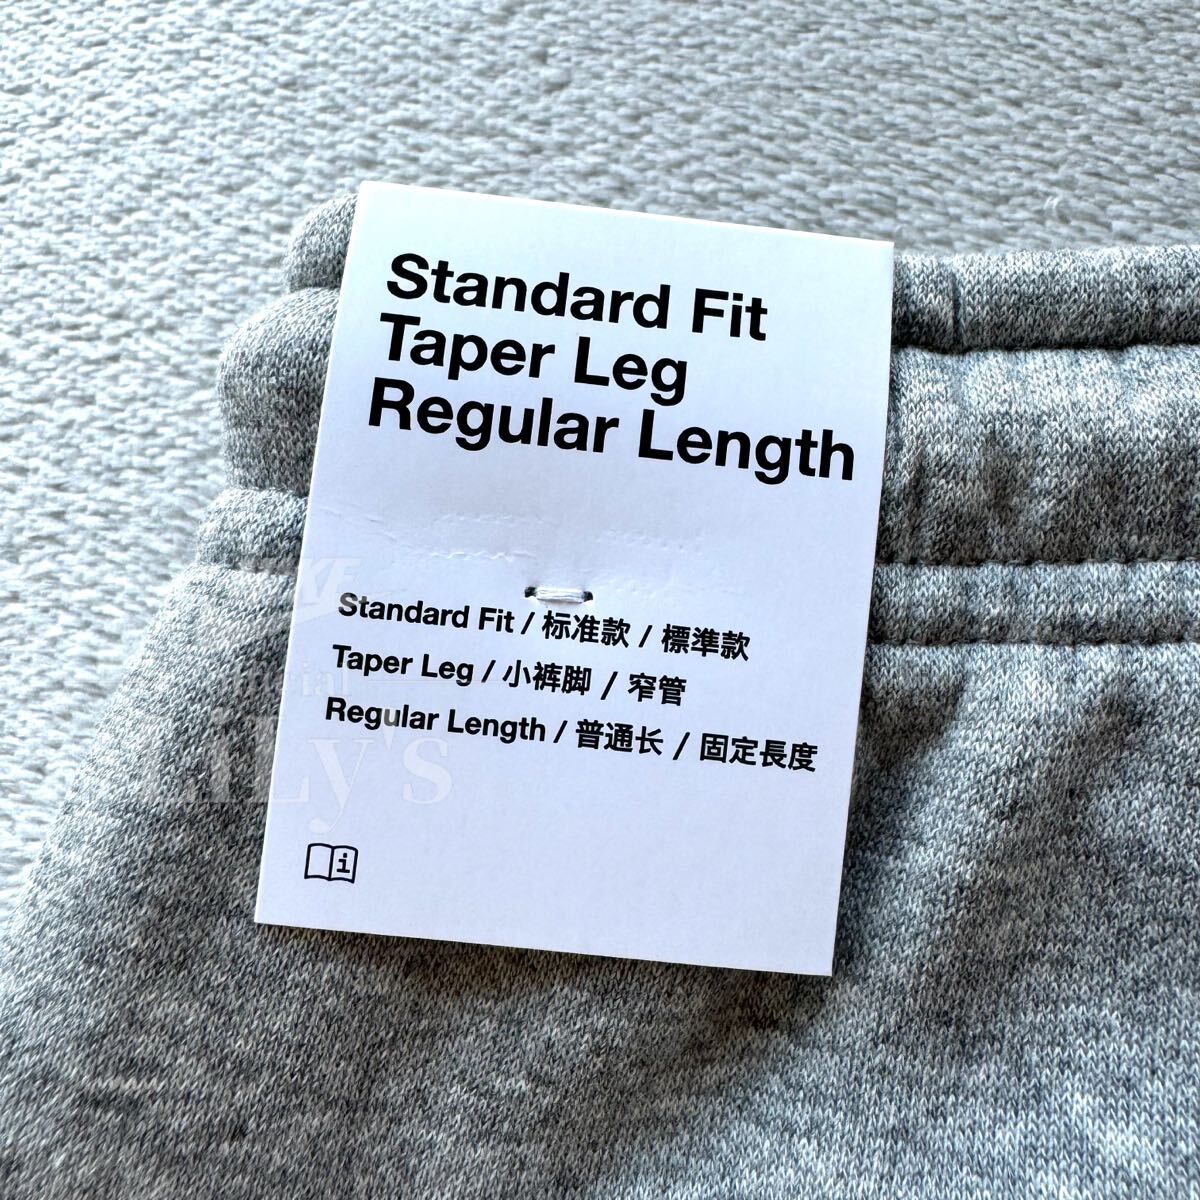 Standard Fit
Taper Leg
Regular Length
Standard Fit / 标准款 / 標準款
Taper Leg / 小裤脚 / 窄管
Regular Length / 普通长 / 固定長度
i
LiLy's